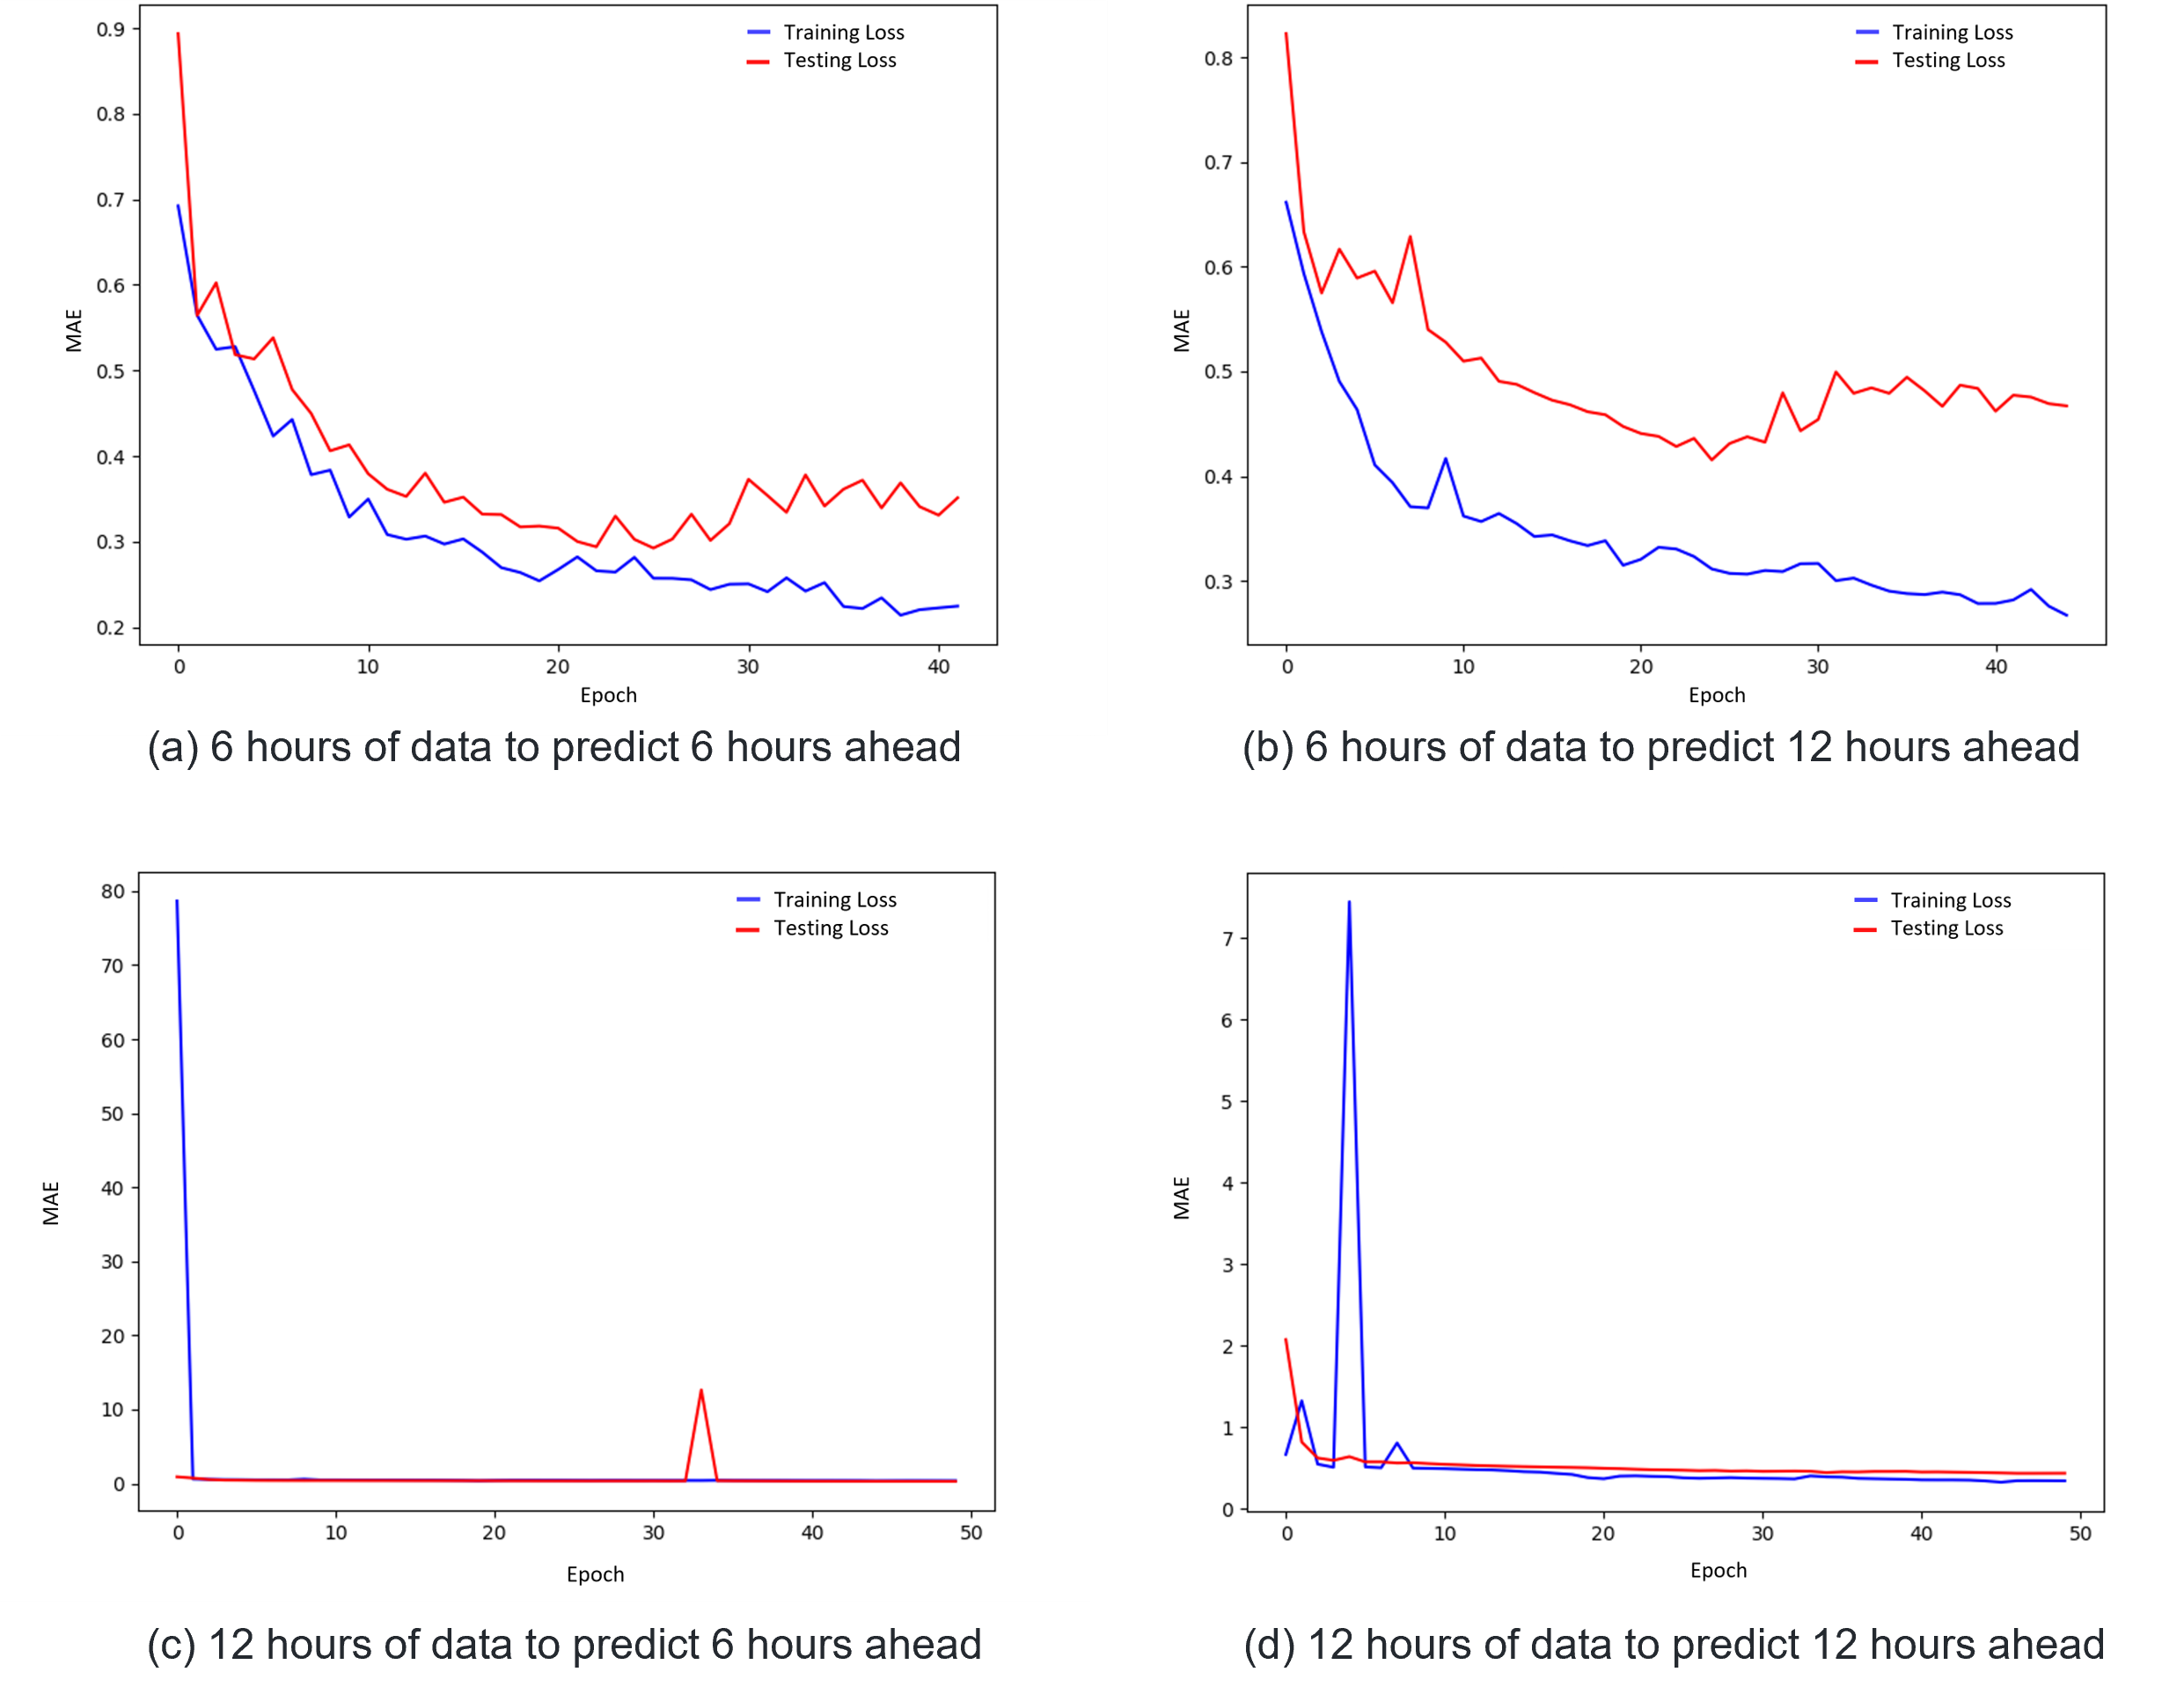 0.9
0.8
0.7
0.6
0.5
0.4
0.3
0.2
MAE
Training Loss
Testing Loss
0 10 20 30 40
Epoch
(a) 6 hours of data to predict 6 hours ahead
0.8
0.7
0.6
0.5
0.4
0.3
MAE
Training Loss
Testing Loss
0 10 20 30 40
Epoch
(b) 6 hours of data to predict 12 hours ahead
80
70
60
50
40
30
20
10
0
MAE
Training Loss
Testing Loss
0 10 20 30 40 50
Epoch
(c) 12 hours of data to predict 6 hours ahead
7
6
5
4
3
2
1
0
MAE
Training Loss
Testing Loss
0 10 20 30 40 50
Epoch
(d) 12 hours of data to predict 12 hours ahead